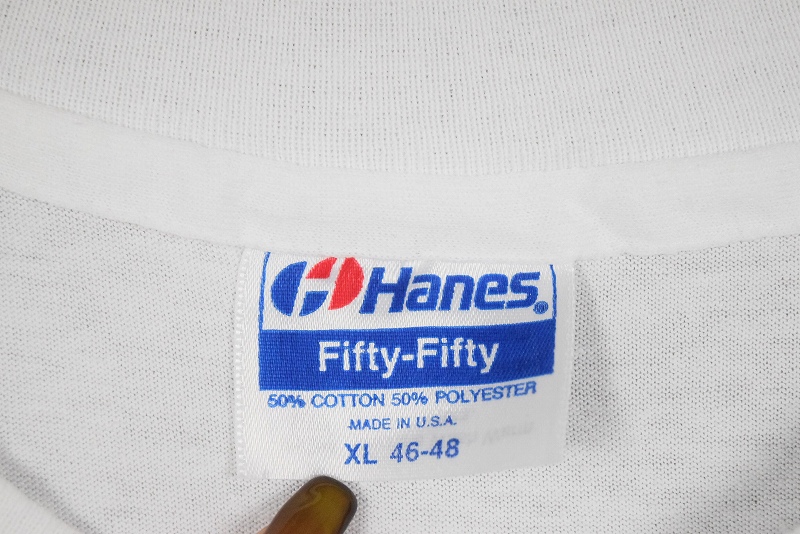 Hanes®
Fifty-Fifty
50% COTTON 50% POLYESTER
MADE IN U.S.A.
XL 46-48